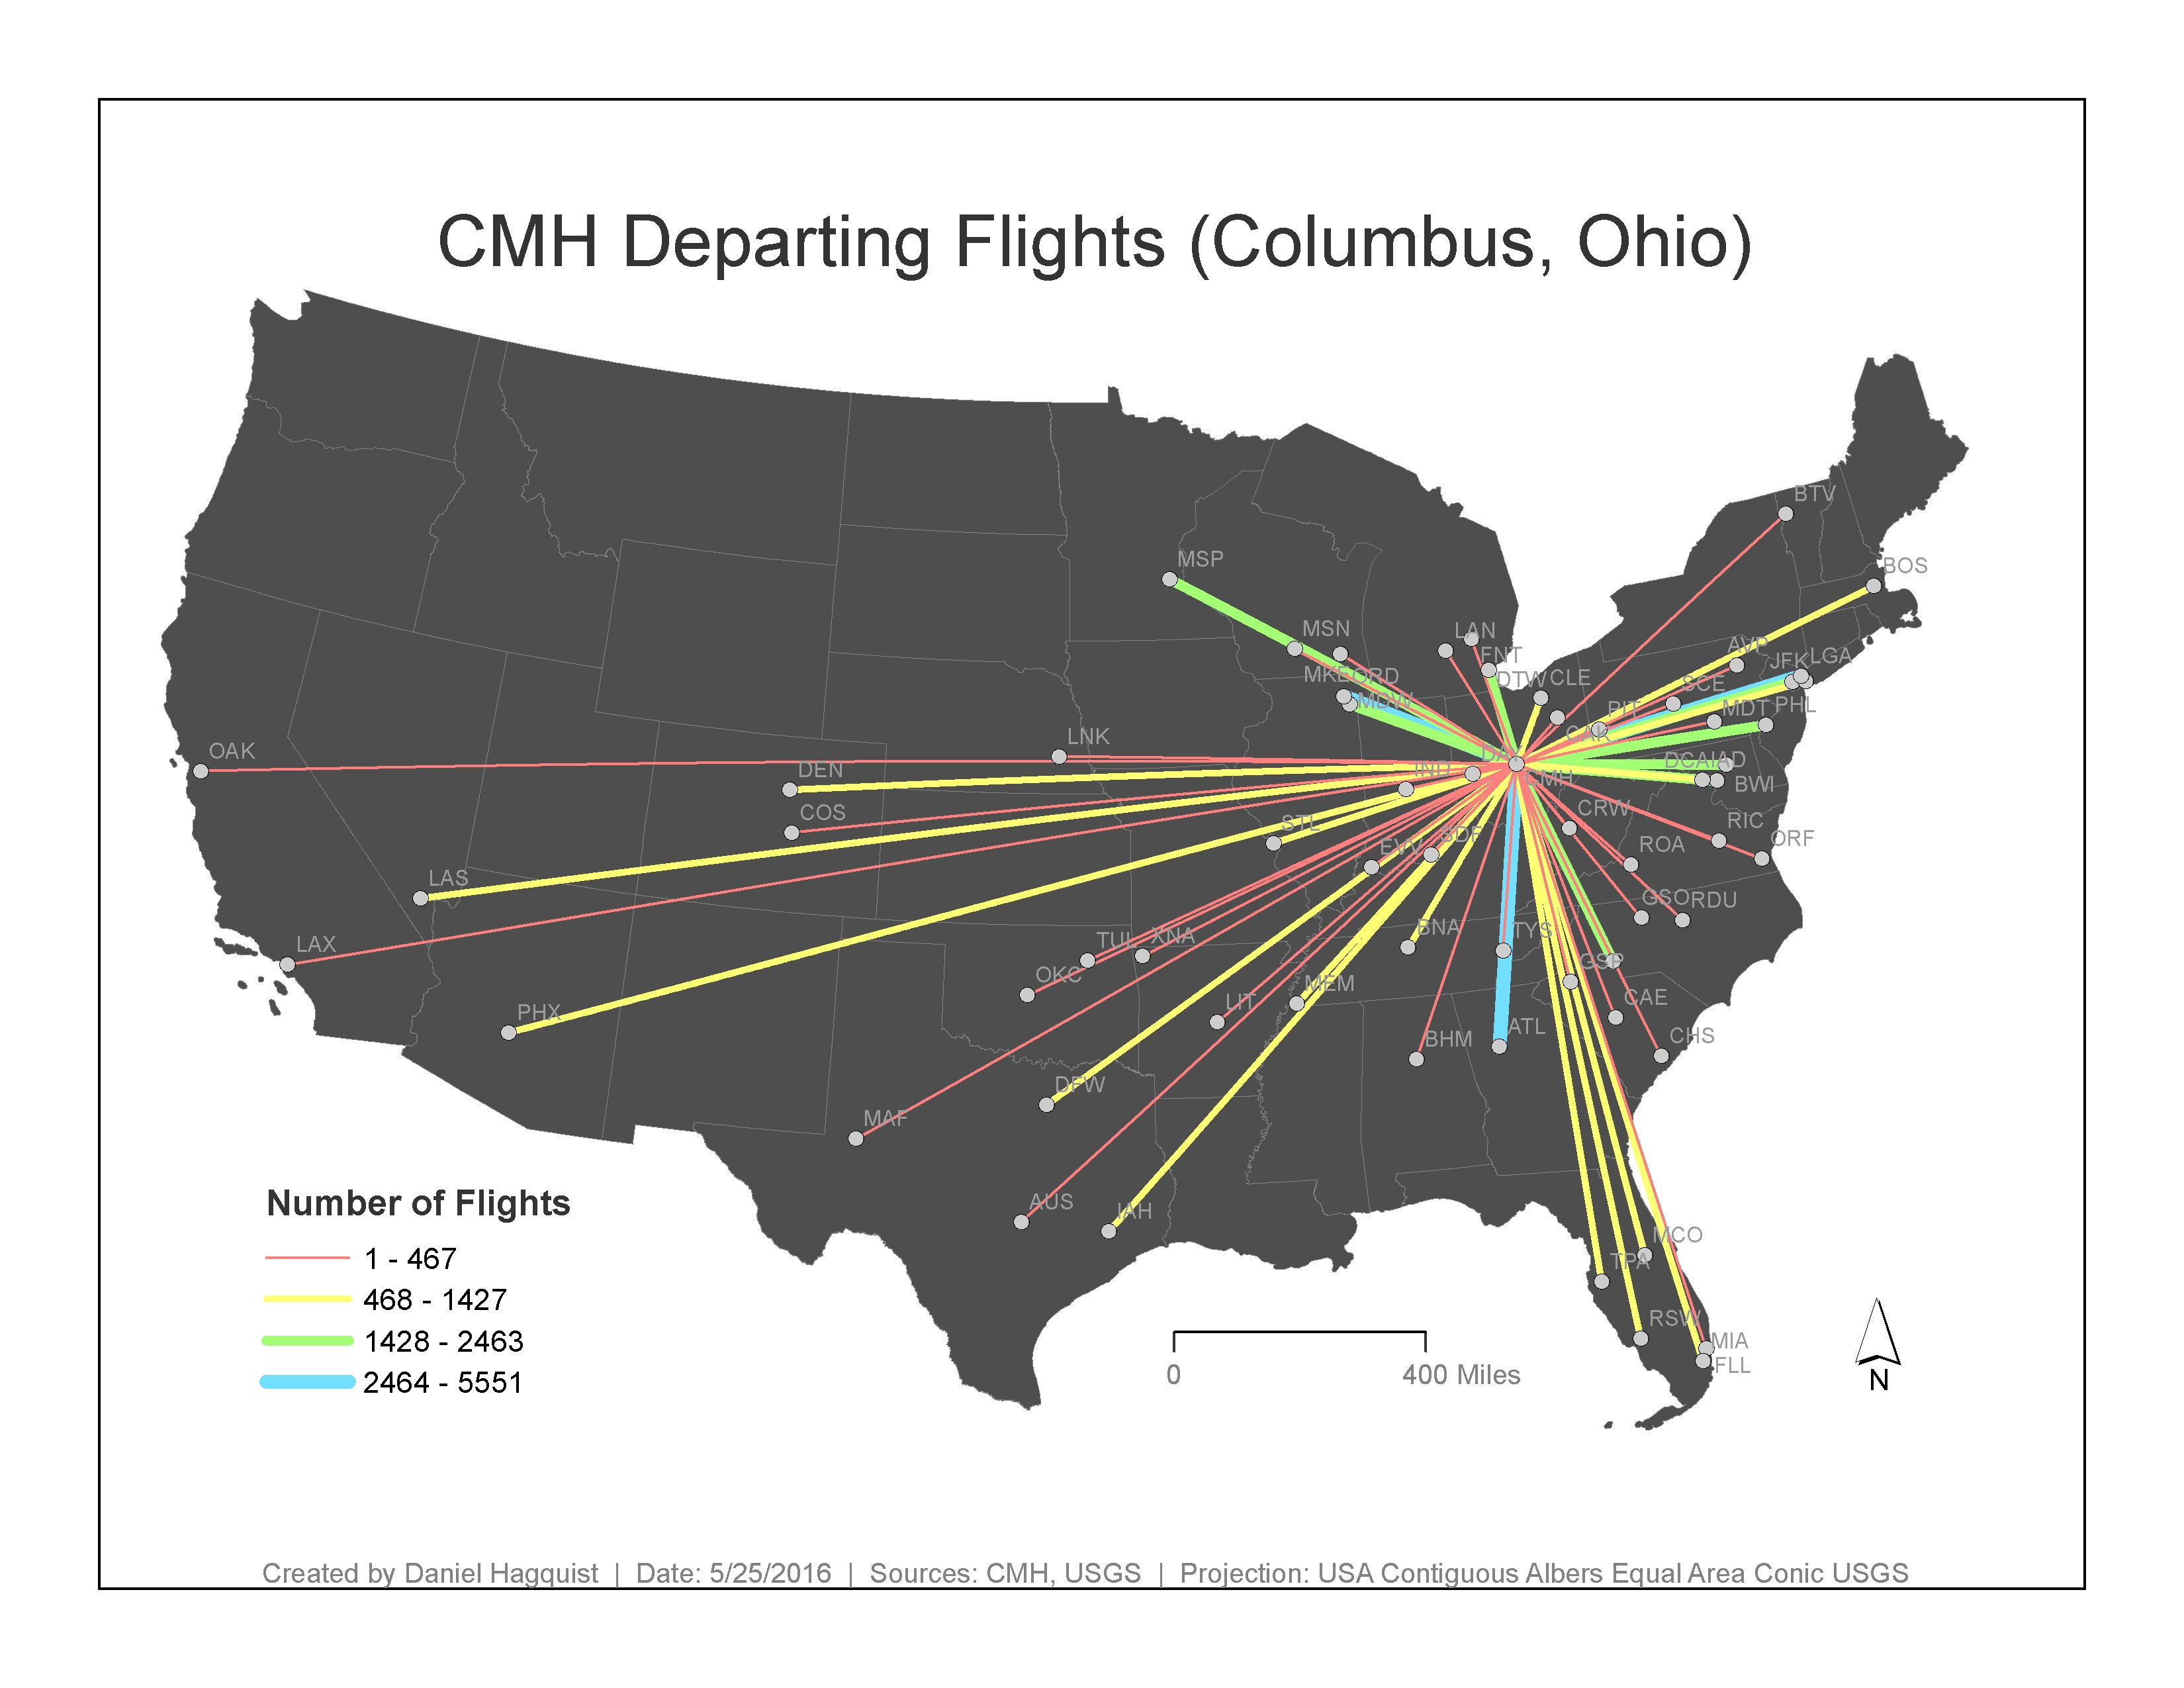 CMH Departing Flights (Columbus, Ohio)
BTV
MSP
BOS
MSN
LAN
AVP
FNT
JFK
LGA
MKE
ORD
DTW
CLE
SCE
MDW
PIT
MDT
PHL
CAK
LNK
OAK
DAY
DCA
IAD
DEN
IND
CMH
BWI
COS
CRW
STL
RIC
SDF
ORF
EVV
ROA
LAS
GSO
RDU
BNA
TYS
LAX
TUL
XNA
GSP
OKC
MEM
CAE
LIT
PHX
ATL
BHM
CHS
DFW
MAF
AUS
IAH
MCO
TPA
RSW
MIA
FLL
Number of Flights
1 - 467
468 - 1427
1428 - 2463
2464 - 5551
0
400 Miles
N
Created by Daniel Hagquist | Date: 5/25/2016 | Sources: CMH, USGS | Projection: USA Contiguous Albers Equal Area Conic USGS